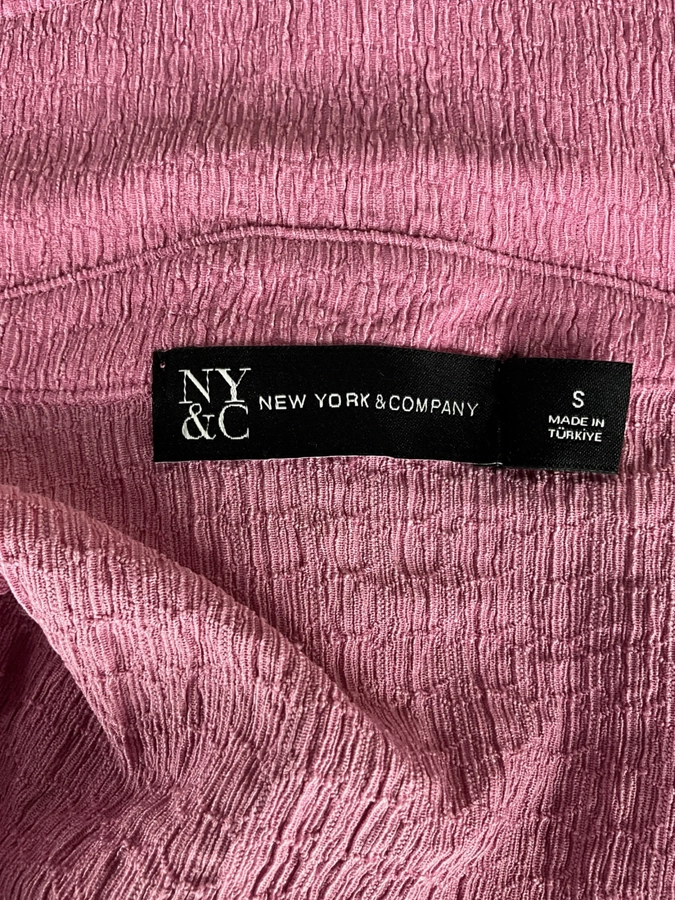 NY
&C
NEW YORK & COMPANY
S
MADE IN
TÜRKİYE